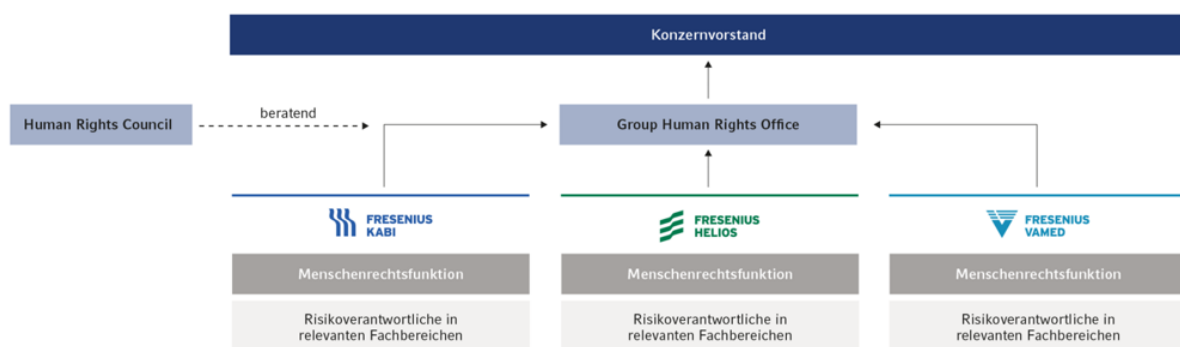 Konzernvorstand
beratend
Human Rights Council
Group Human Rights Office
FRESENIUS
KABI
FRESENIUS
HELIOS
FRESENIUS
VAMED
Menschenrechtsfunktion
Menschenrechtsfunktion
Menschenrechtsfunktion
Risikoverantwortliche in
relevanten Fachbereichen
Risikoverantwortliche in
relevanten Fachbereichen
Risikoverantwortliche in
relevanten Fachbereichen